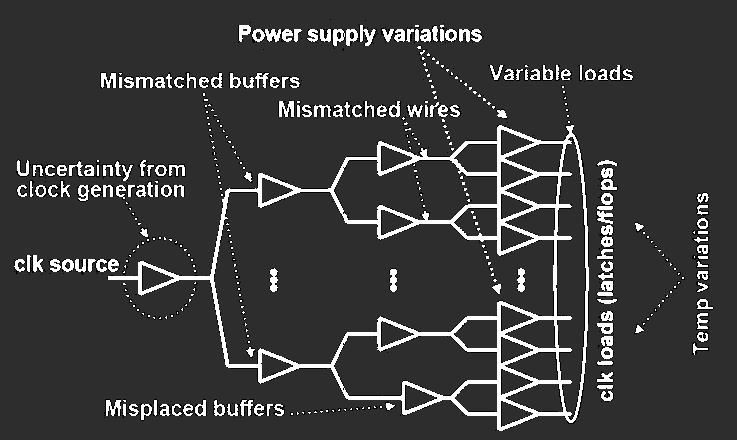 Power supply variations
Mismatched buffers
Variable loads
Mismatched wires
Uncertainty from
clock generation
clk source
clk loads (latches/flops)
Temp variations
Misplaced buffers